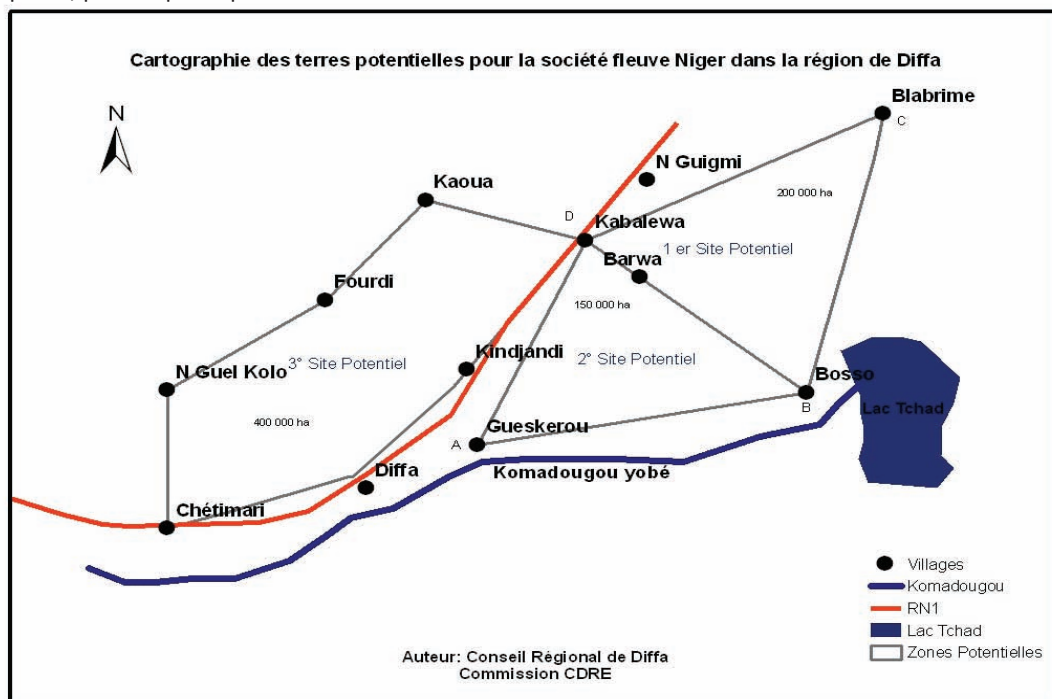 Cartographie des terres potentielles pour la société fleuve Niger dans la région de Diffa
Blabrime
C
N
N Guigmi
200 000 ha
Kaoua
D
Kabalewa
1 er Site Potentiel
Barwa
Fourdi
150 000 ha
Kindjandi
2° Site Potentiel
N Guel Kolo
3° Site Potentiel
Bosso
B
Lac Tchad
400 000 ha
Gueskerou
A
Diffa
Komadougou yobé
Chétimari
Villages
Komadougou
RN1
Lac Tchad
Zones Potentielles
Auteur: Conseil Régional de Diffa
Commission CDRE